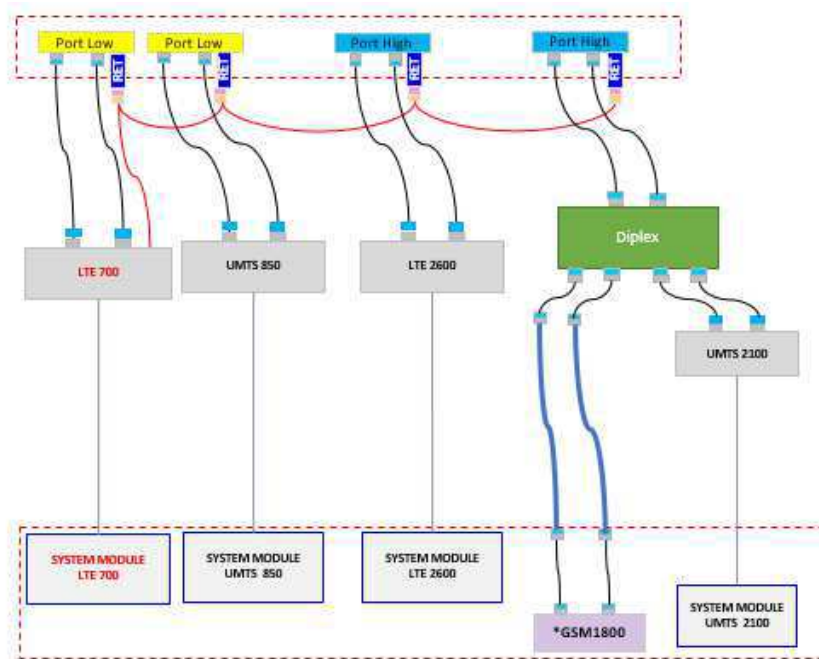 Port Low
Port Low
Port High
Port High
RET
RET
RET
RET
Diplex
LTE 700
UMTS 850
LTE 2600
UMTS 2100
SYSTEM MODULE
LTE 700
SYSTEM MODULE
UMTS 850
SYSTEM MODULE
LTE 2600
*GSM1800
SYSTEM MODULE
UMTS 2100